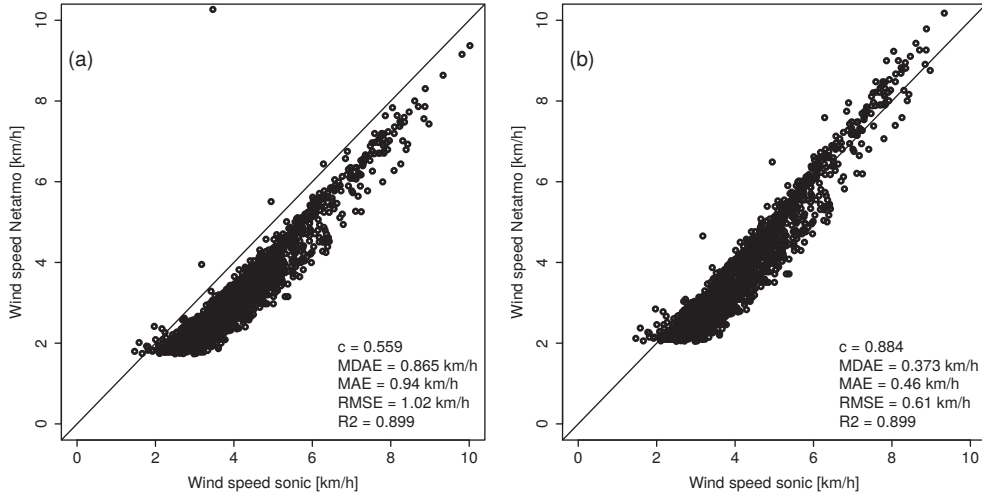 (a)
Wind speed Netatmo [km/h]
10
8
6
4
2
0
c = 0.559
MDAE = 0.865 km/h
MAE = 0.94 km/h
RMSE = 1.02 km/h
R2 = 0.899
0 2 4 6 8 10
Wind speed sonic [km/h]
(b)
Wind speed Netatmo [km/h]
10
8
6
4
2
0
c = 0.884
MDAE = 0.373 km/h
MAE = 0.46 km/h
RMSE = 0.61 km/h
R2 = 0.899
0 2 4 6 8 10
Wind speed sonic [km/h]